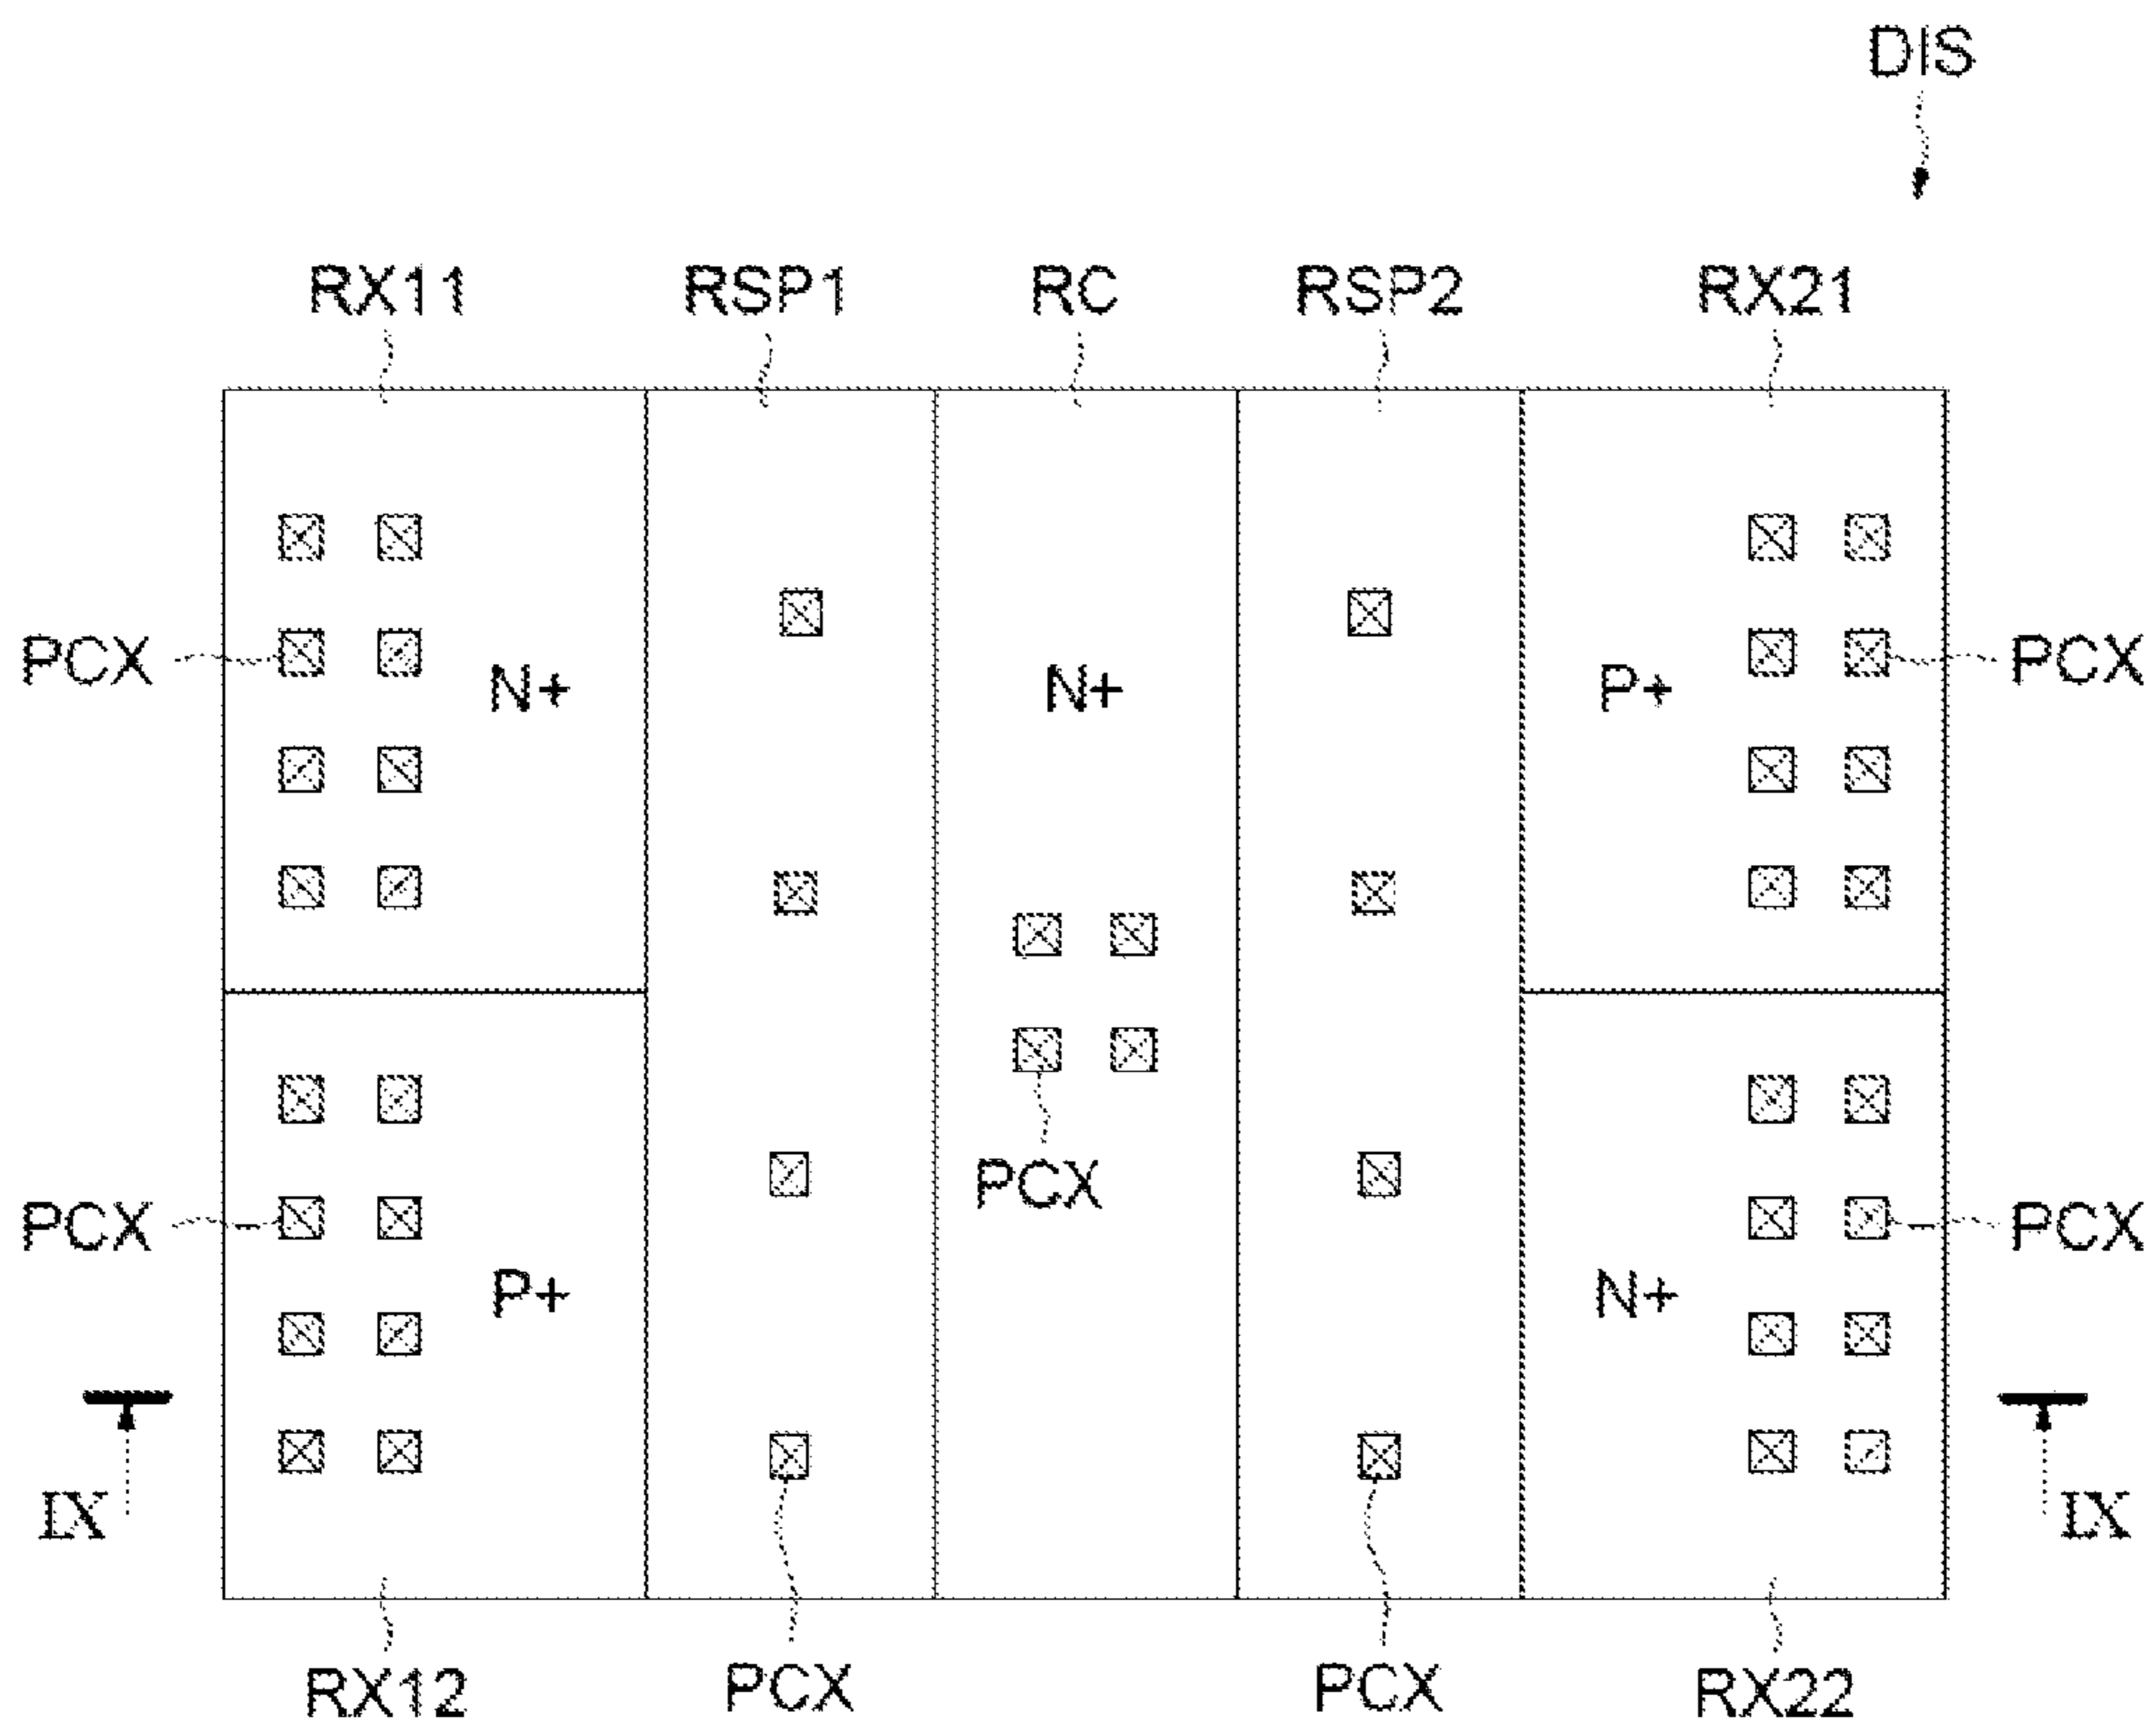 DIS
RX11 RSP1 RC RSP2 RX21
PCX N+ N+ P+ PCX
PCX
PCX P+ N+ PCX
IX IX
RX12 PCX PCX RX22